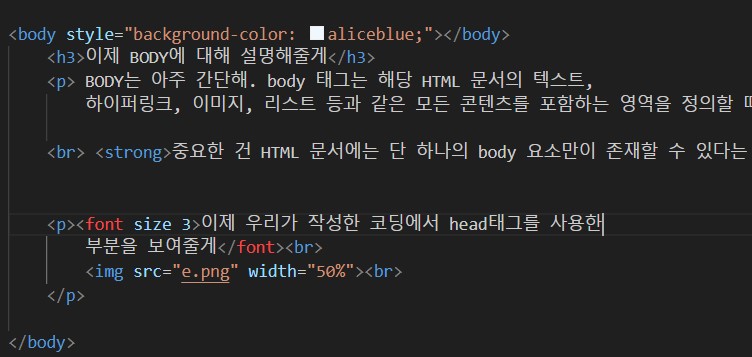 <body style="background-color: aliceblue;"></body>
<h3>이제 BODY에 대해 설명해줄게</h3>
<p> BODY는 아주 간단해. body 태그는 해당 HTML 문서의 텍스트,
하이퍼링크, 이미지, 리스트 등과 같은 모든 콘텐츠를 포함하는 영역을 정의할
<br> <strong>중요한 건 HTML 문서에는 단 하나의 body 요소만이 존재할 수 있다는
<p><font size 3>이제 우리가 작성한 코딩에서 head태그를 사용한
부분을 보여줄게</font><br>
<img src="e.png" width="50%"><br>
</p>
</body>